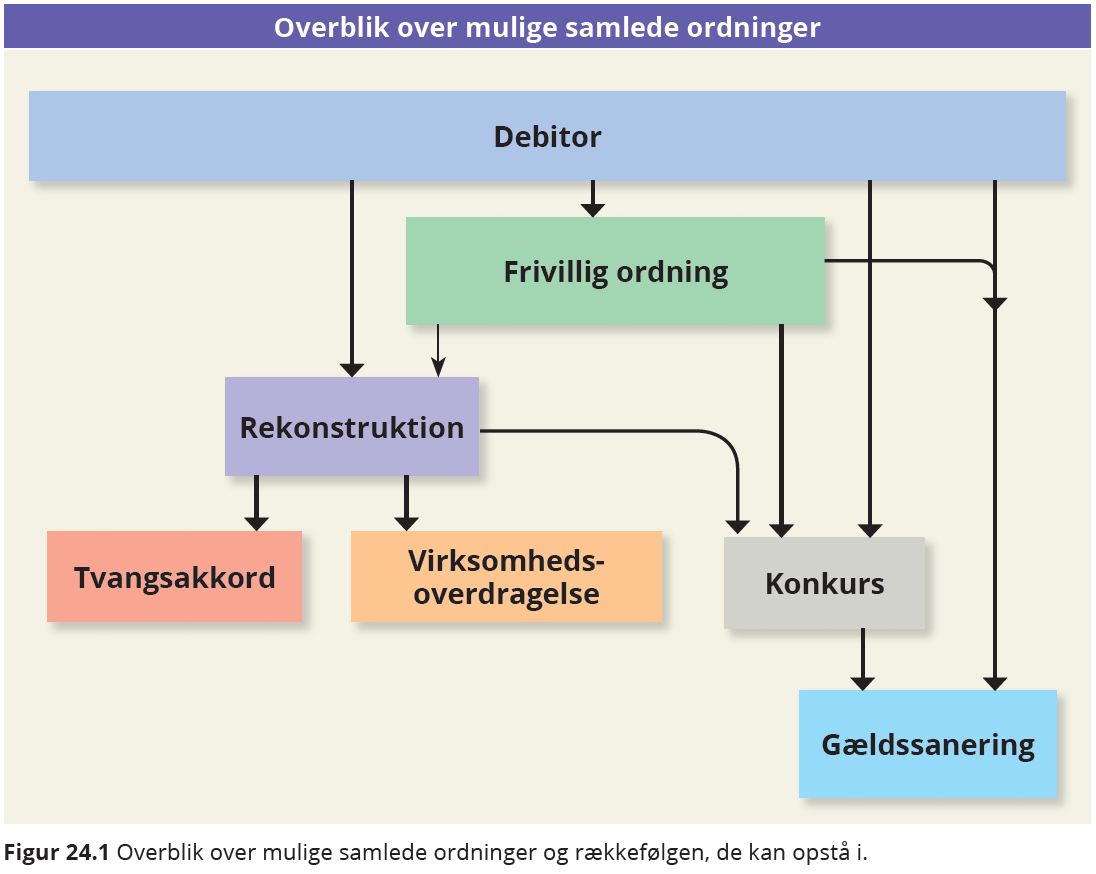 Overblik over mulige samlede ordninger
Debitor
Frivillig ordning
Rekonstruktion
Tvangsakkord
Virksomheds-
overdragelse
Konkurs
Gældssanering
Figur 24.1 Overblik over mulige samlede ordninger og rækkefølgen, de kan opstå i.